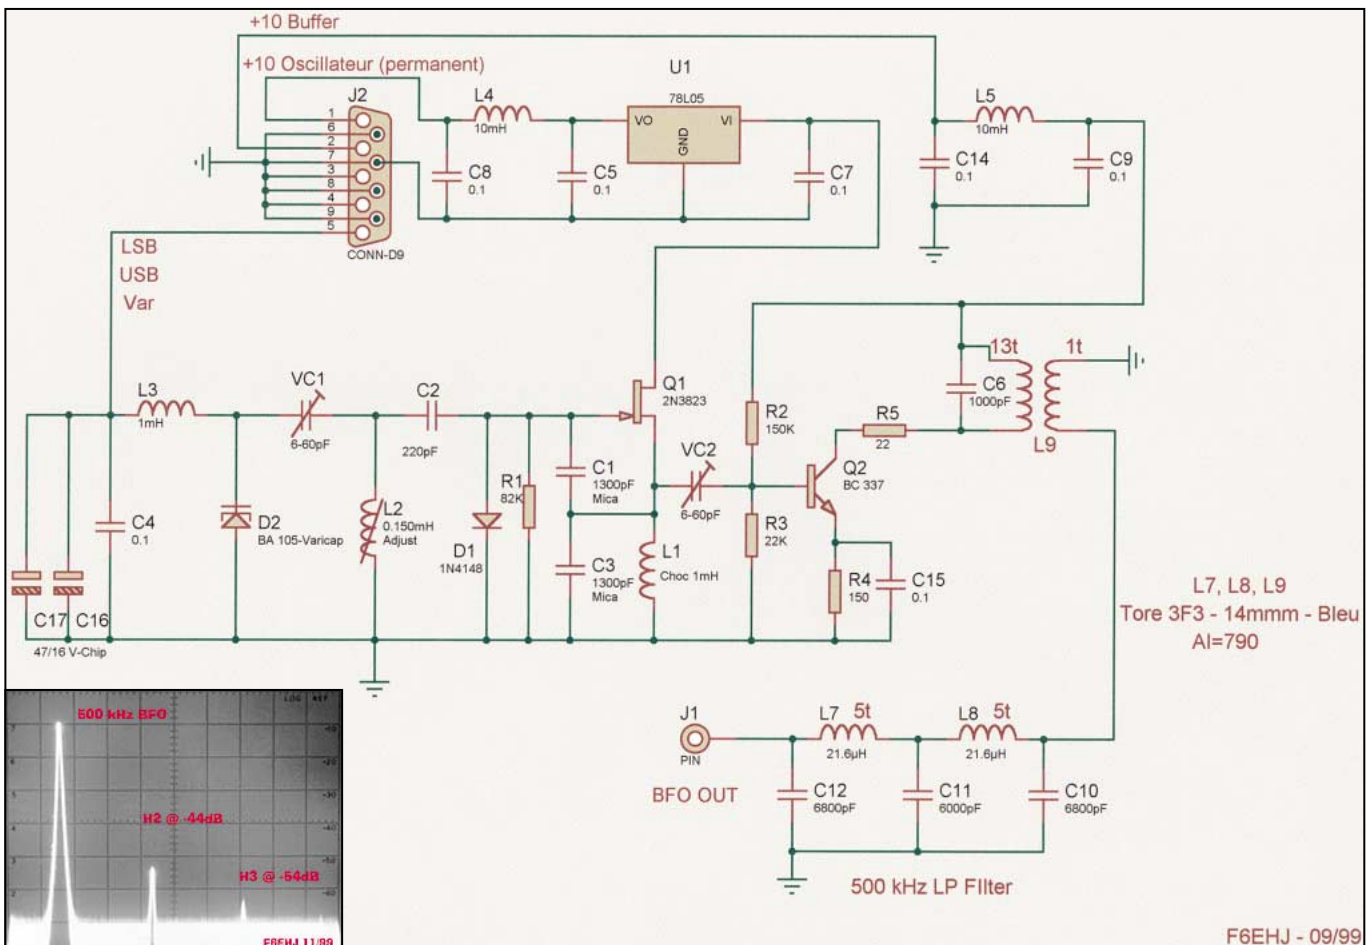 +10 Buffer
+10 Oscillateur (permanent)
J2
1
6
2
7
3
8
4
9
5
CONN-D9
L4
10mH
U1
78L05
VO
VI
GND
L5
10mH
C8
0.1
C5
0.1
C7
0.1
C14
0.1
C9
0.1
LSB
USB
Var
L3
1mH
VC1
6-60pF
C2
220pF
Q1
2N3823
C4
0.1
D2
BA 105-Varicap
L2
0.150mH
Adjust
D1
1N4148
R1
82K
C1
1300pF
Mica
C3
1300pF
Mica
L1
Choc 1mH
VC2
6-60pF
R2
150K
R3
22K
Q2
BC 337
R5
22
C6
1000pF
13t
1t
L9
R4
150
C15
0.1
C17
C16
47/16 V-Chip
L7, L8, L9
Tore 3F3 - 14mmm - Bleu
Al=790
J1
PIN
BFO OUT
L7
5t
21.6µH
L8
5t
21.6µH
C12
6800pF
C11
6000pF
C10
6800pF
500 kHz LP FIlter
500 kHz BFO
H2 @ -44dB
H3 @ -54dB
F6EHJ 11/99
F6EHJ - 09/99